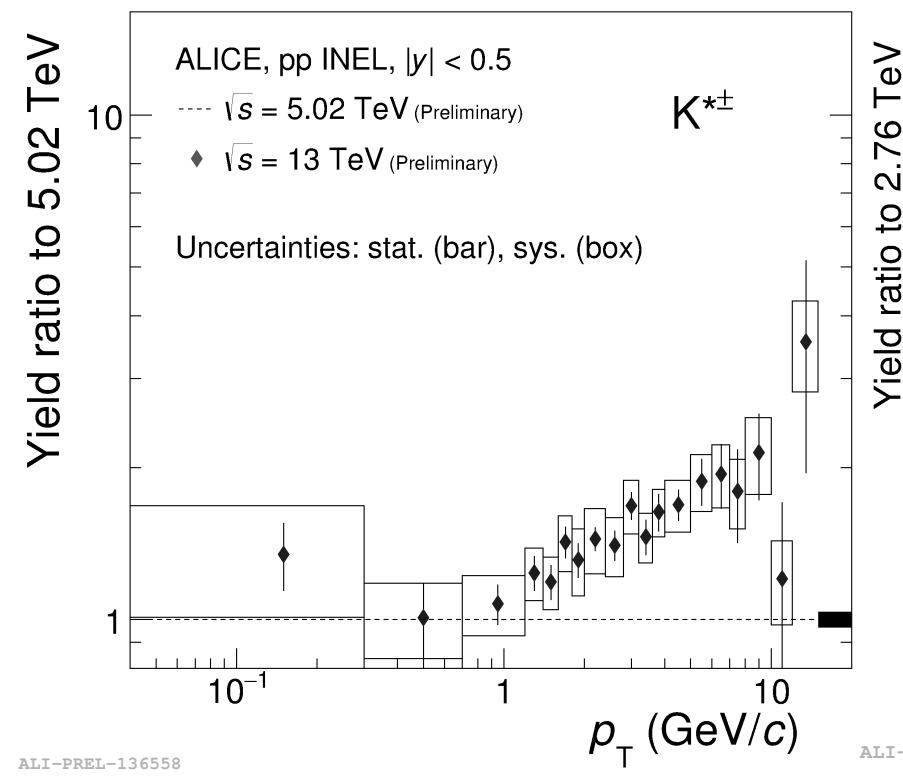 Yield ratio to 5.02 TeV
ALICE, pp INEL, |y| < 0.5
√s = 5.02 TeV (Preliminary)
√s = 13 TeV (Preliminary)
Uncertainties: stat. (bar), sys. (box)
K*±
10
1
10⁻¹
1
10
p_T (GeV/c)
Yield ratio to 2.76 TeV
ALI-PREL-136558
ALI-